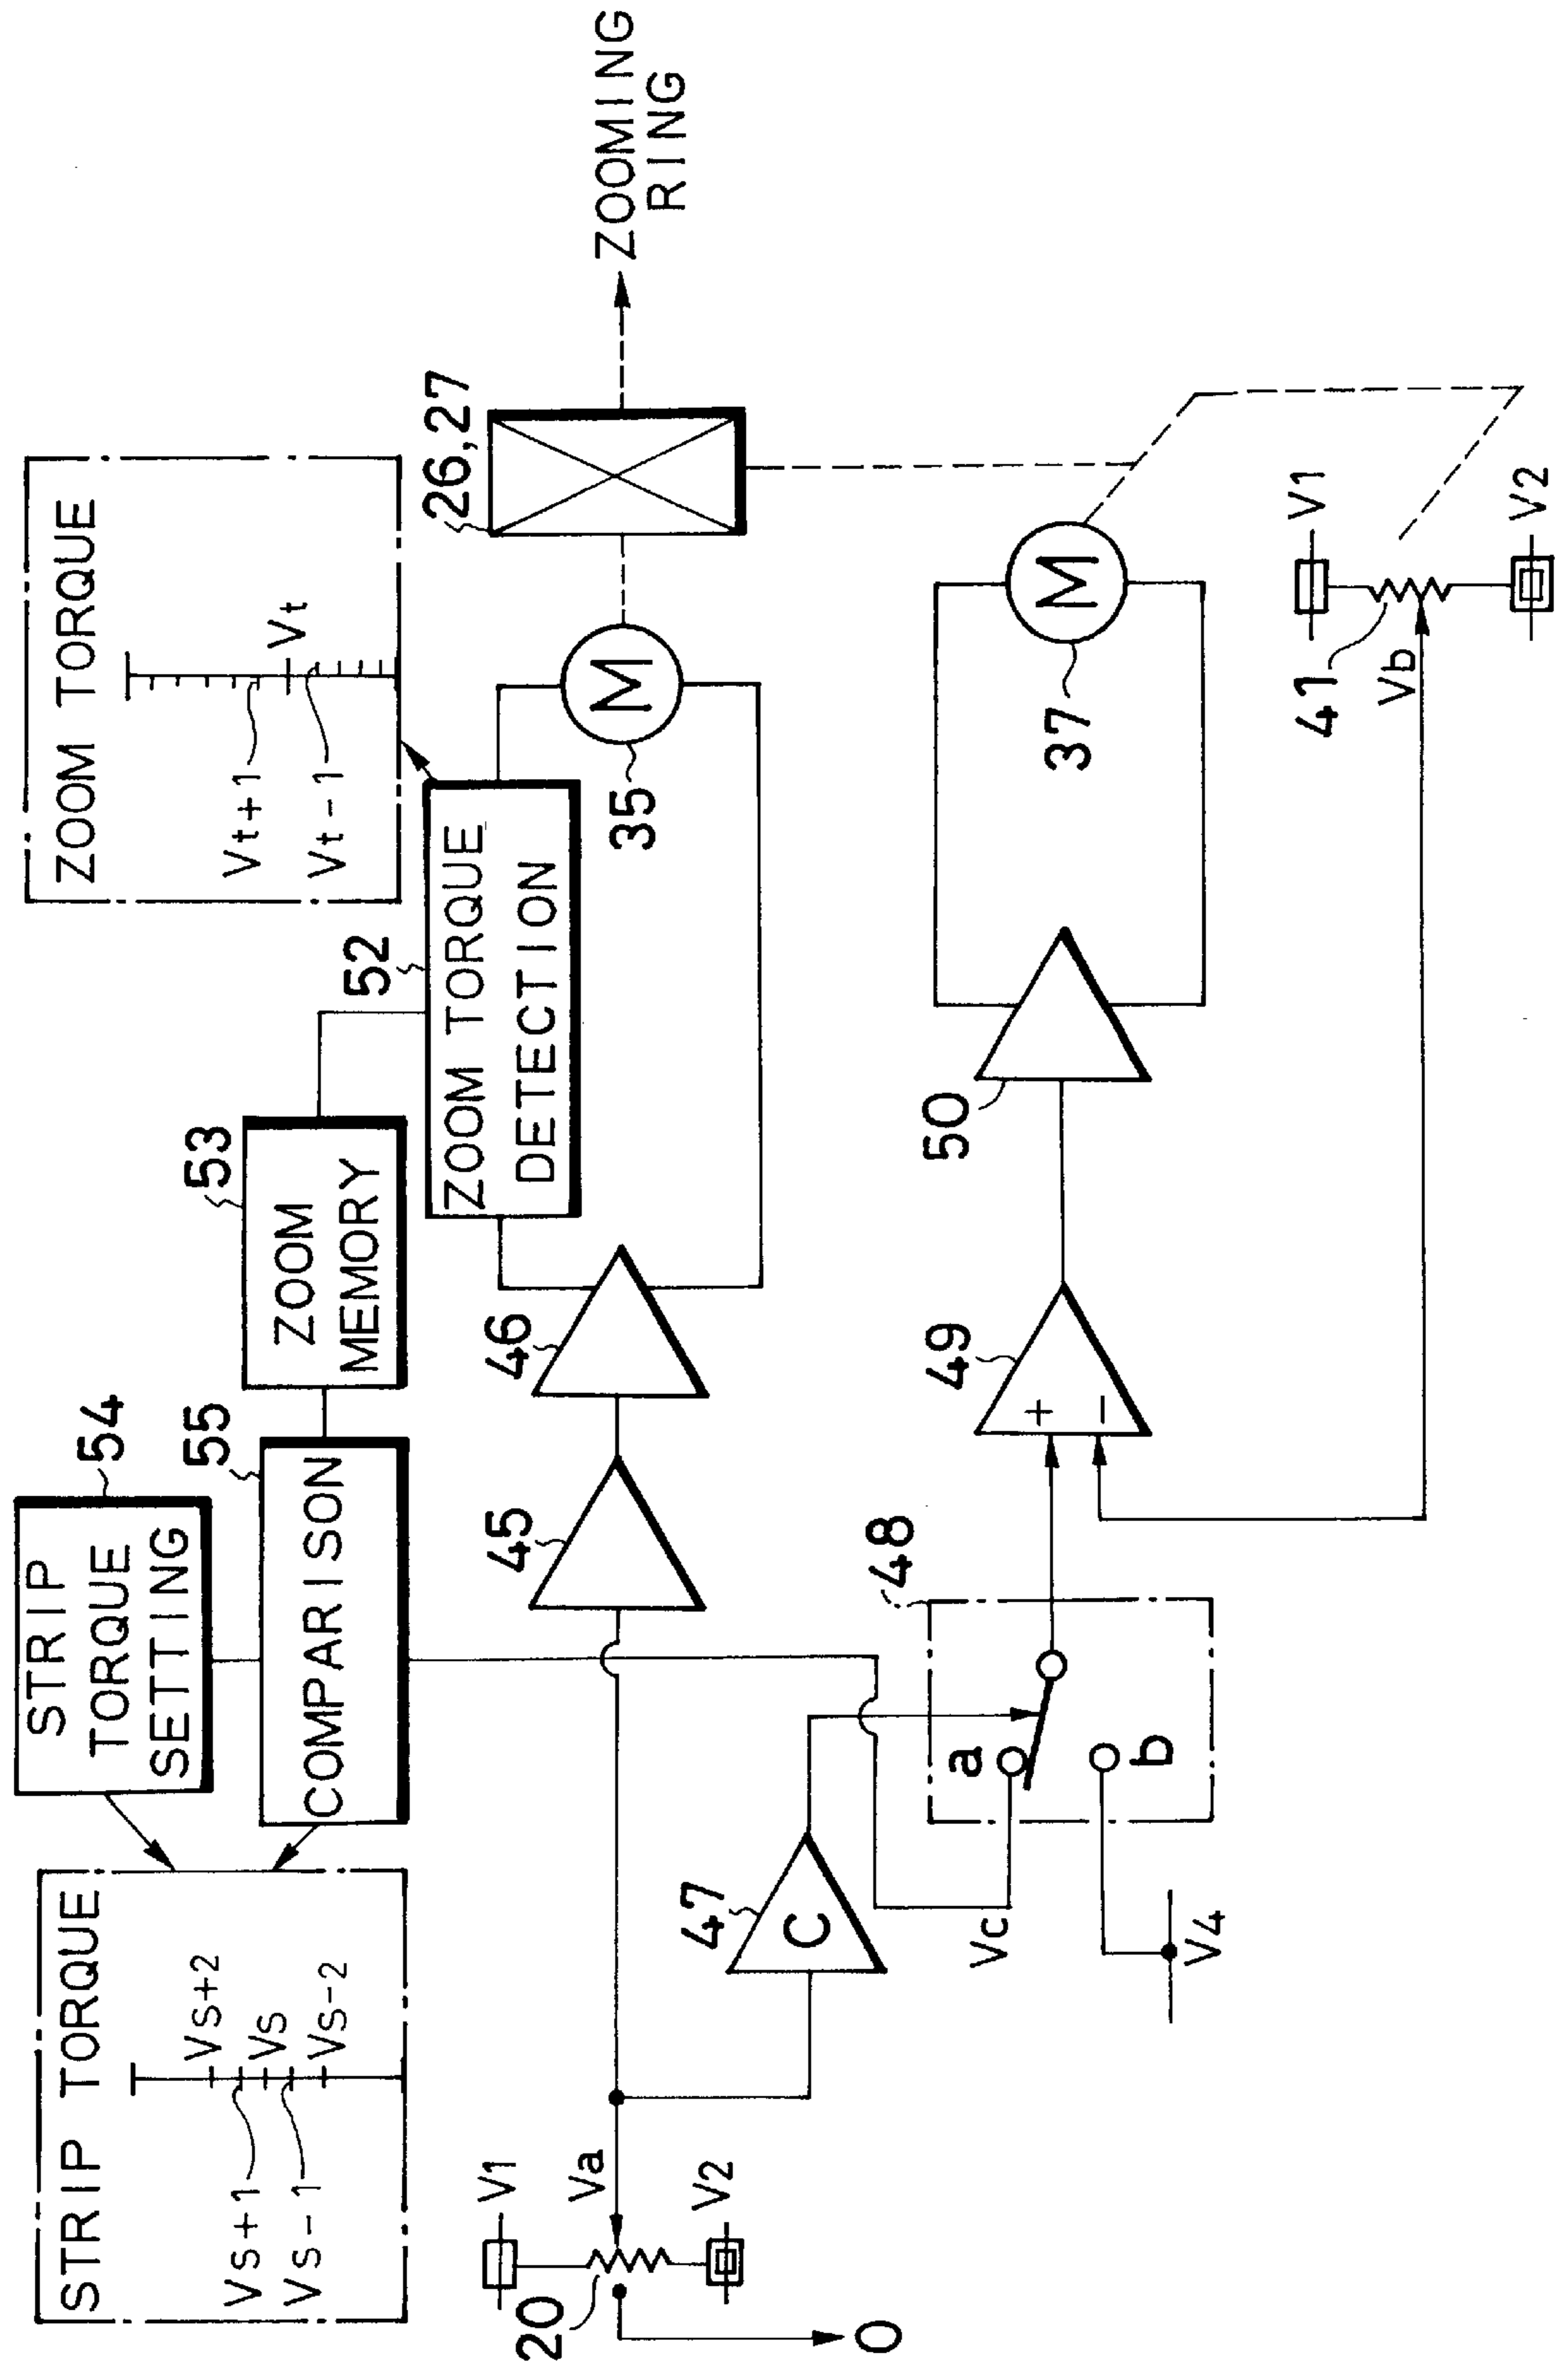 STRIP TORQUE
Vs+2
Vs+1
Vs
Vs-1
Vs-2
54
STRIP
TORQUE
SETTING
55
COMPARISON
53
ZOOM
MEMORY
52
ZOOM TORQUE
DETECTION
ZOOM TORQUE
Vt+1
Vt
Vt-1
V1
20
Va
V2
0
45
46
35
M
26,27
ZOOMING
RING
47
C
48
a
b
Vc
V4
49
+
-
50
37
M
V1
41
Vb
V2